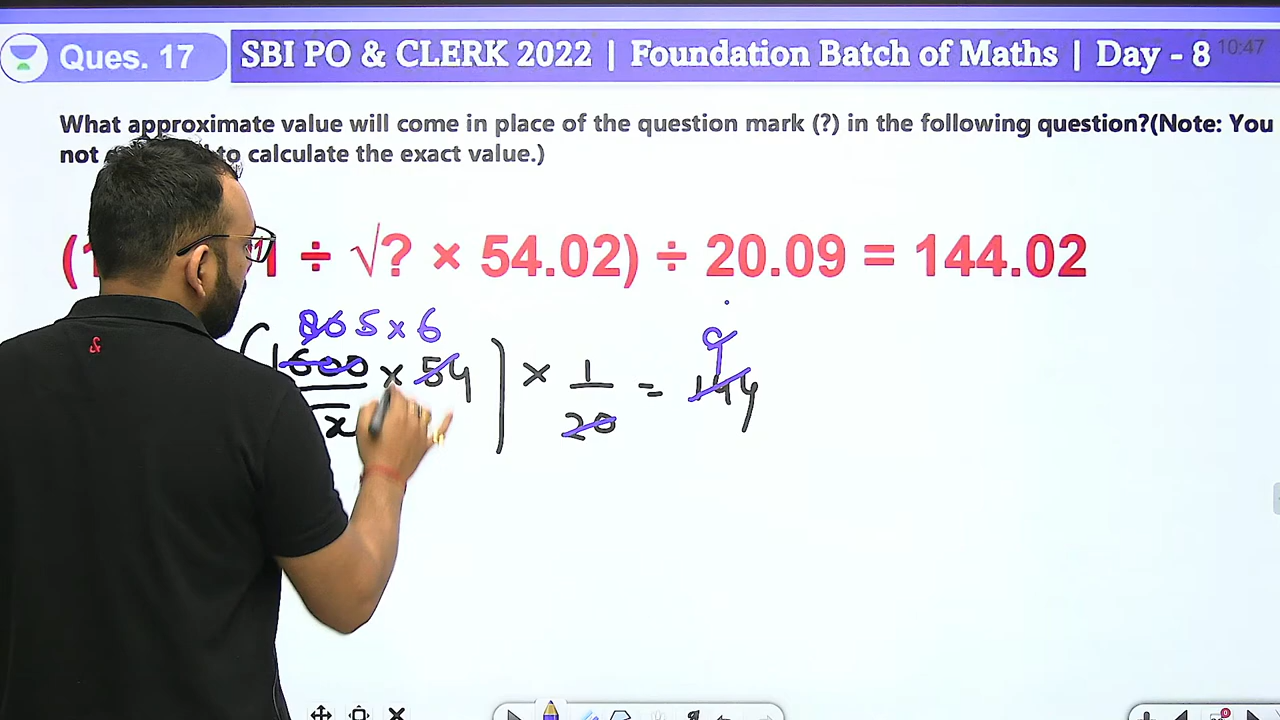 Ques. 17
SBI PO & CLERK 2022 | Foundation Batch of Maths | Day - 8
10:47
What approximate value will come in place of the question mark (?) in the following question?(Note: You
not to calculate the exact value.)
÷ √? × 54.02) ÷ 20.09 = 144.02
5 × 6
1600 × 54 ) × 1/20 = 144
x